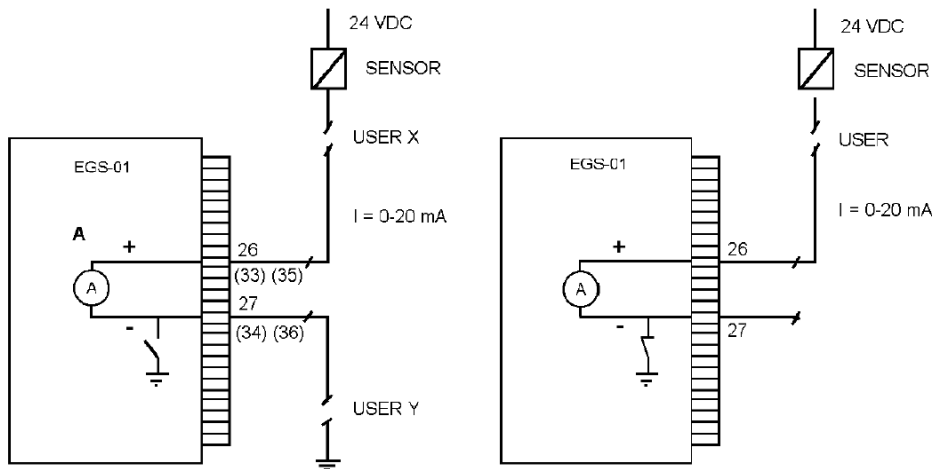 24 VDC
SENSOR
USER X
EGS-01
I = 0-20 mA
A
+
26
(33) (35)
A
27
-
(34) (36)
USER Y
24 VDC
SENSOR
USER
EGS-01
I = 0-20 mA
+
26
A
-
27